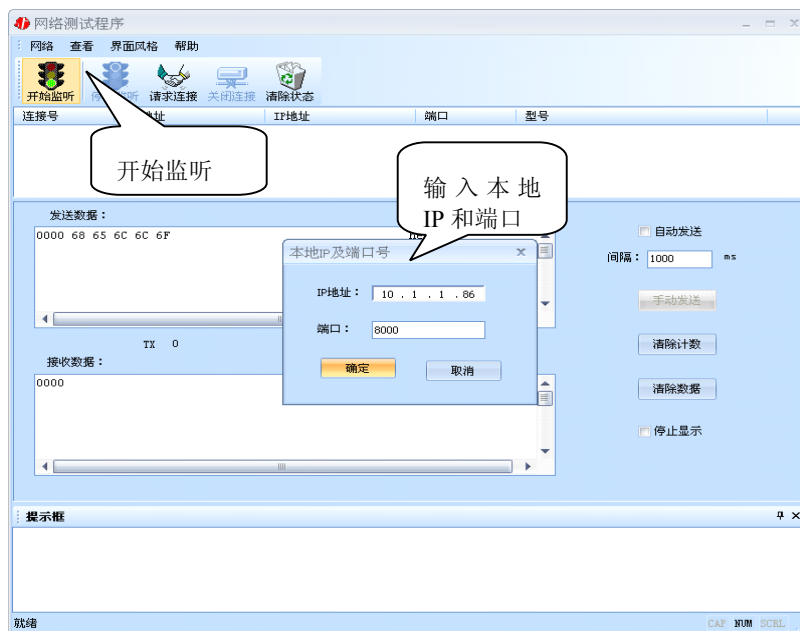 网络测试程序
网络 查看 界面风格 帮助
开始监听 请求连接 关闭连接 清除状态
连接号 IP地址 端口 型号
开始监听
输入本地
IP 和端口
发送数据：
0000 68 65 6C 6C 6F
自动发送
间隔： 1000 ms
手动发送
本地IP及端口号
IP地址： 10 . 1 . 1 . 86
端口： 8000
确定 取消
TX 0
清除计数
接收数据：
0000
清除数据
停止显示
提示框
就绪 CAP NUM SCRL